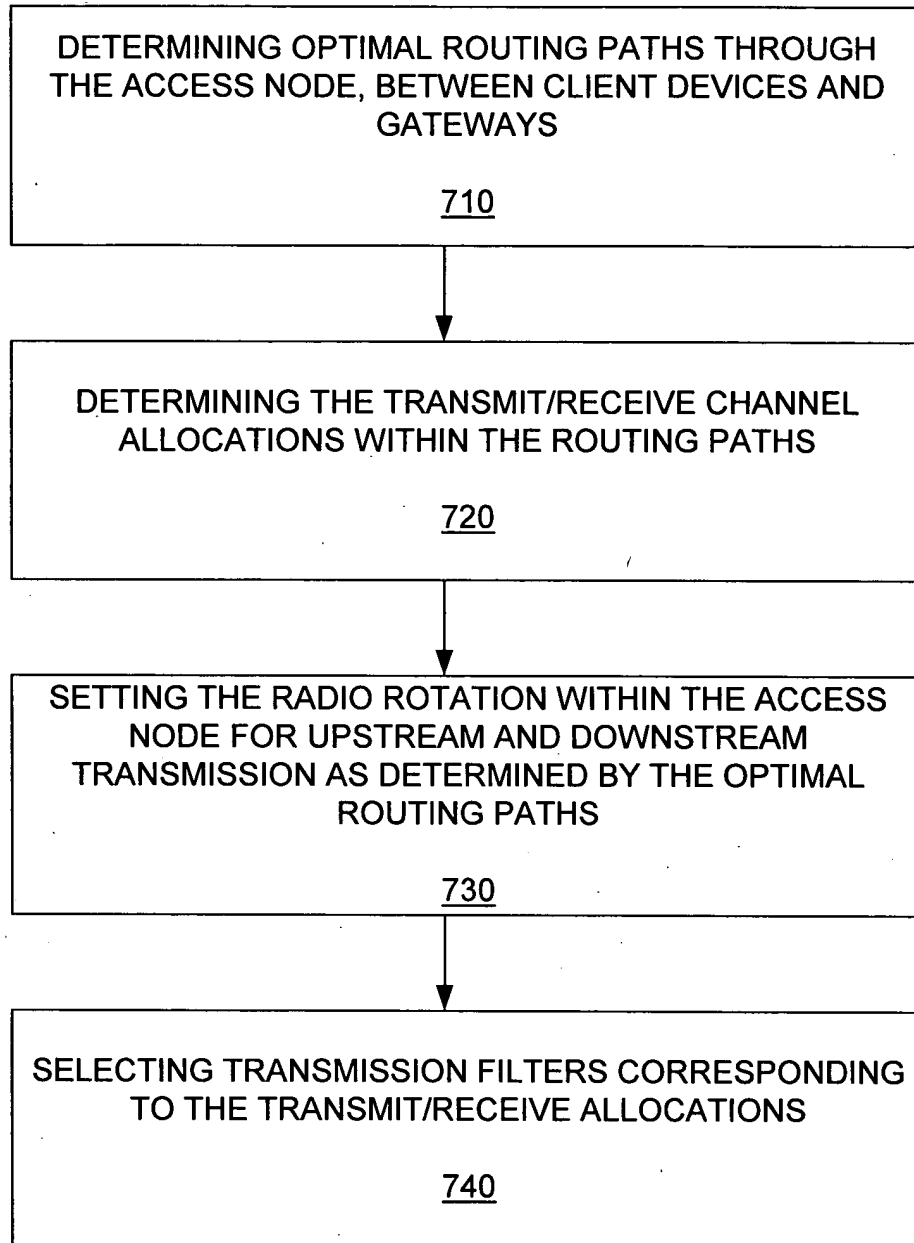 DETERMINING OPTIMAL ROUTING PATHS THROUGH
THE ACCESS NODE, BETWEEN CLIENT DEVICES AND
GATEWAYS
710
DETERMINING THE TRANSMIT/RECEIVE CHANNEL
ALLOCATIONS WITHIN THE ROUTING PATHS
720
SETTING THE RADIO ROTATION WITHIN THE ACCESS
NODE FOR UPSTREAM AND DOWNSTREAM
TRANSMISSION AS DETERMINED BY THE OPTIMAL
ROUTING PATHS
730
SELECTING TRANSMISSION FILTERS CORRESPONDING
TO THE TRANSMIT/RECEIVE ALLOCATIONS
740